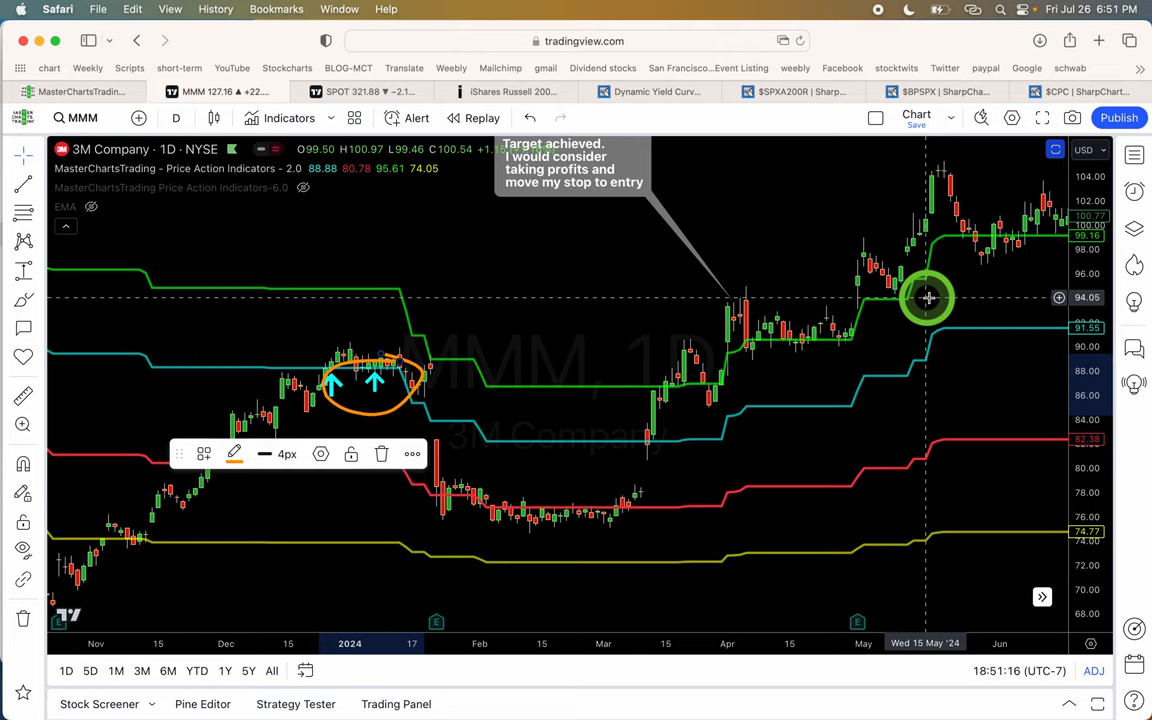 Safari File Edit View History Bookmarks Window Help Fri Jul 26 6:51 PM
tradingview.com
chart Weekly Scripts short-term YouTube Stockcharts BLOG-MCT Translate Weebly Mailchimp gmail Dividend stocks San Francisco...Event Listing weebly Facebook stocktwits Twitter paypal Google schwab
MasterChartsTradin... MMM 127.16 ▲ +22.... SPOT 321.88 ▼ −2.1... iShares Russell 200... Dynamic Yield Curv... $SPXA200R | SharpC... $BPSPX | SharpCha... $CPC | SharpChart...
MMM D Indicators Alert Replay Chart Save Publish
3M Company · 1D · NYSE O99.50 H100.97 L99.46 C100.54
MasterChartsTrading - Price Action Indicators - 2.0 88.88 80.78 95.61 74.05
MasterChartsTrading Price Action Indicators-6.0
EMA
Target achieved.
I would consider
taking profits and
move my stop to entry
USD
104.00
102.00
100.77
99.16
98.00
96.00
94.05
91.55
90.00
88.00
86.00
84.00
82.38
80.00
78.00
76.00
74.77
72.00
70.00
68.00
MMM, 1D
3M Company
4px
E E
Nov 15 Dec 15 2024 17 Feb 15 Mar 15 Apr 15 May Wed 15 May '24 Jun
1D 5D 1M 3M 6M YTD 1Y 5Y All 18:51:16 (UTC-7) ADJ
Stock Screener Pine Editor Strategy Tester Trading Panel